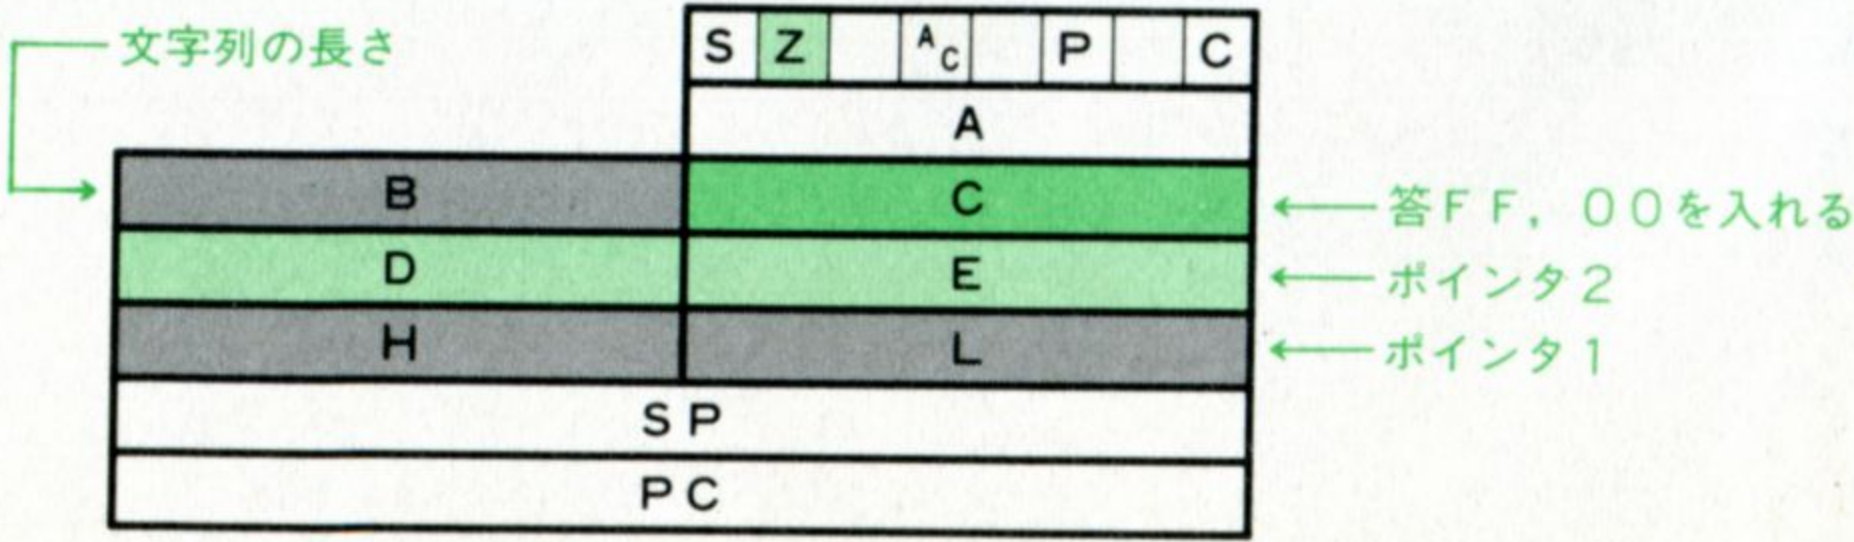 文字列の長さ
S Z AC P C
A
B C ←答FF,00を入れる
D E ←ポインタ2
H L ←ポインタ1
SP
PC